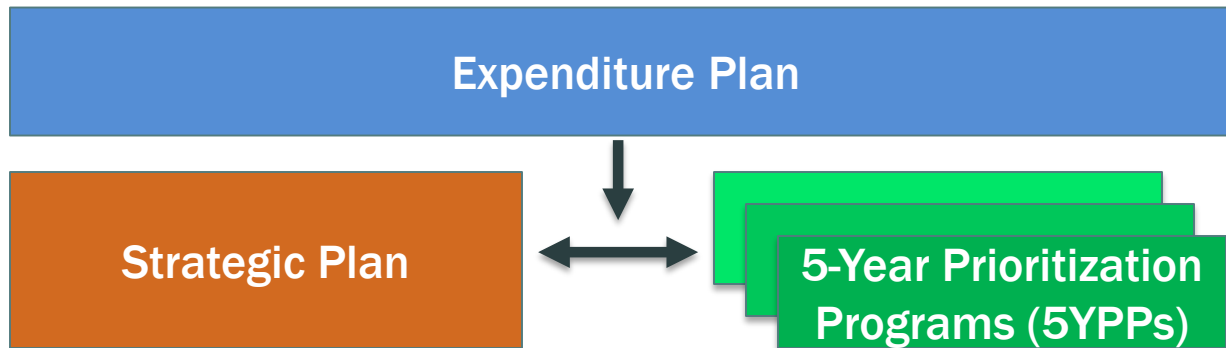 Expenditure Plan
Strategic Plan
5-Year Prioritization
Programs (5YPPs)